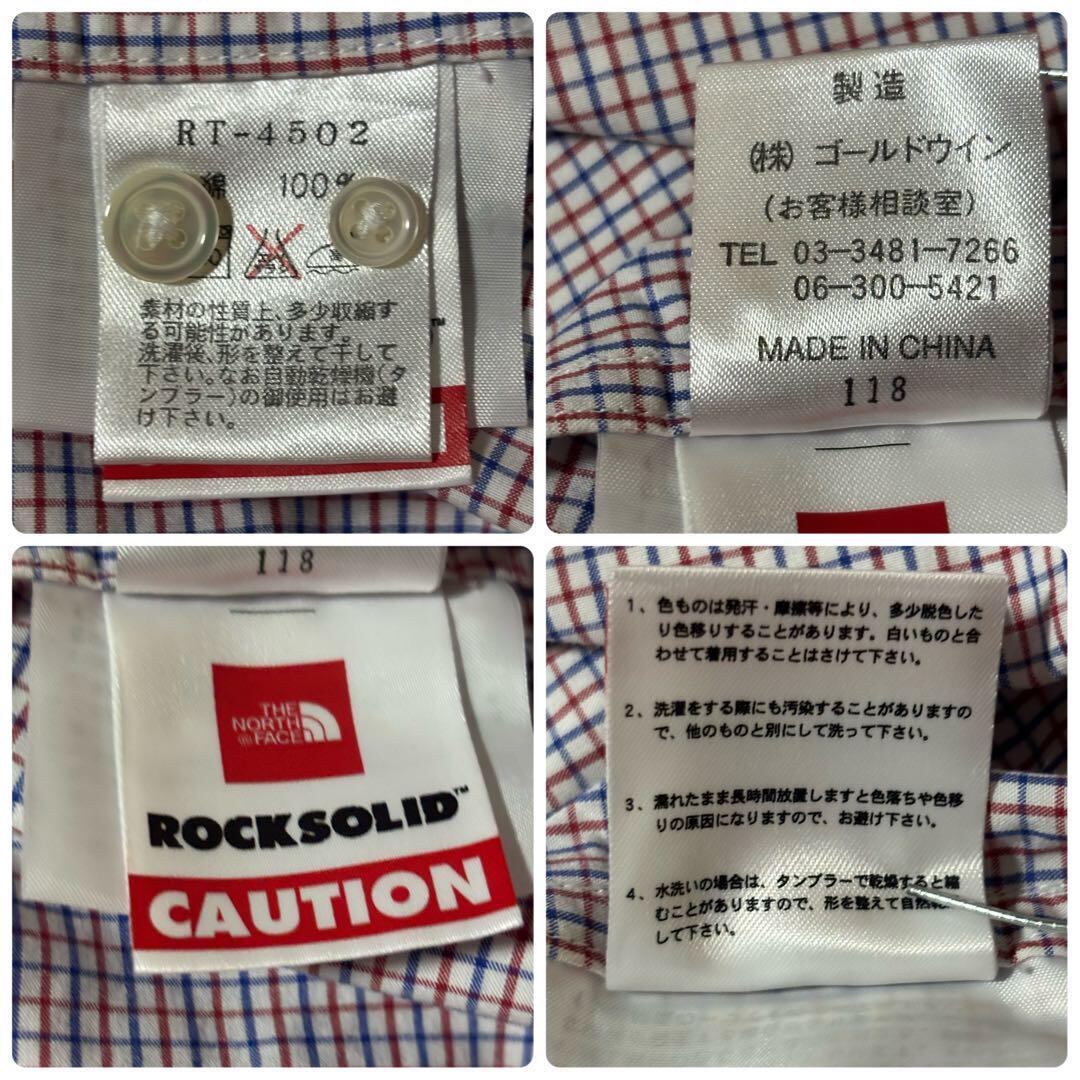 RT-4502
綿 100%
素材の性質上、多少収縮す
る可能性があります。
洗濯後、形を整えて干して
下さい。なお自動乾燥機(タ
ンブラー)の御使用はお避
け下さい。
製造
㈱ ゴールドウイン
(お客様相談室)
TEL 03-3481-7266
06-300-5421
MADE IN CHINA
118
118
THE
NORTH
FACE
ROCKSOLID™
CAUTION
1、色ものは発汗・摩擦等により、多少脱色した
り色移りすることがあります。白いものと合
わせて着用することはさけて下さい。
2、洗濯をする際にも汚染することがありますの
で、他のものと別にして洗って下さい。
3、濡れたまま長時間放置しますと色落ちや色移
りの原因になりますので、お避け下さい。
4、水洗いの場合は、タンブラーで乾燥すると縮
むことがありますので、形を整えて自然
して下さい。